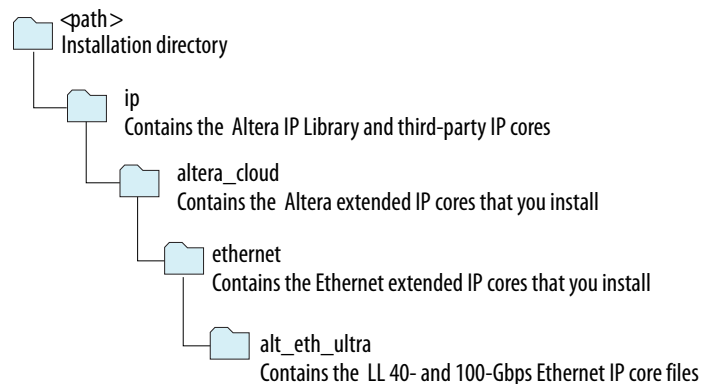 <path>
Installation directory
ip
Contains the Altera IP Library and third-party IP cores
altera_cloud
Contains the Altera extended IP cores that you install
ethernet
Contains the Ethernet extended IP cores that you install
alt_eth_ultra
Contains the LL 40- and 100-Gbps Ethernet IP core files